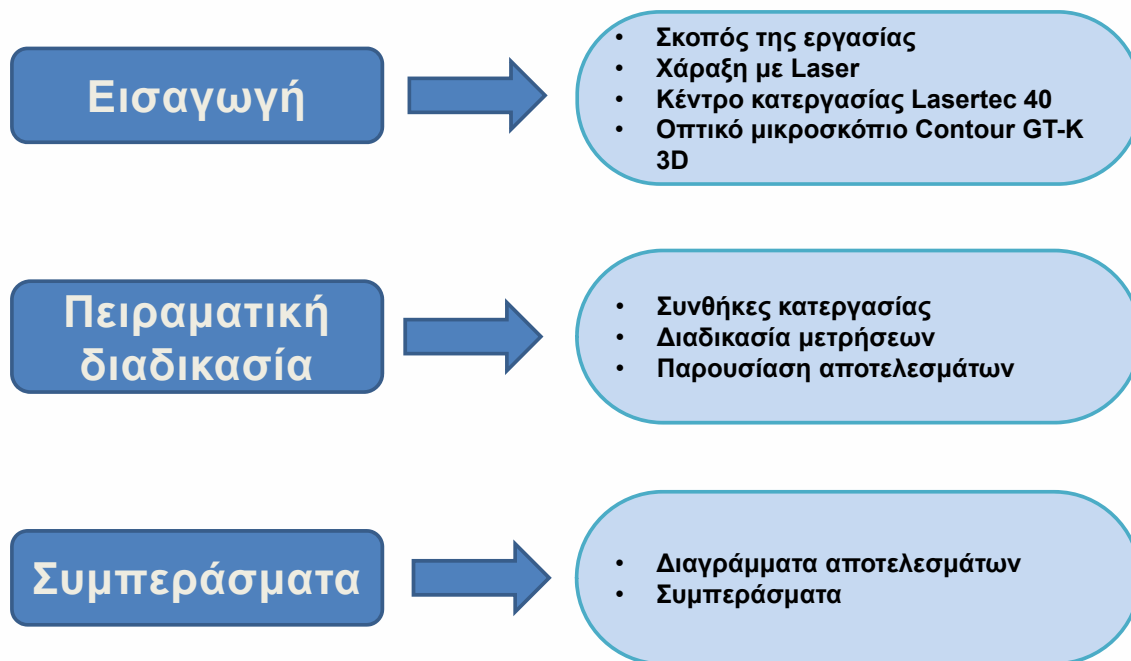 Εισαγωγή
• Σκοπός της εργασίας
• Χάραξη με Laser
• Κέντρο κατεργασίας Lasertec 40
• Οπτικό μικροσκόπιο Contour GT-K
3D
Πειραματική
διαδικασία
• Συνθήκες κατεργασίας
• Διαδικασία μετρήσεων
• Παρουσίαση αποτελεσμάτων
Συμπεράσματα
• Διαγράμματα αποτελεσμάτων
• Συμπεράσματα